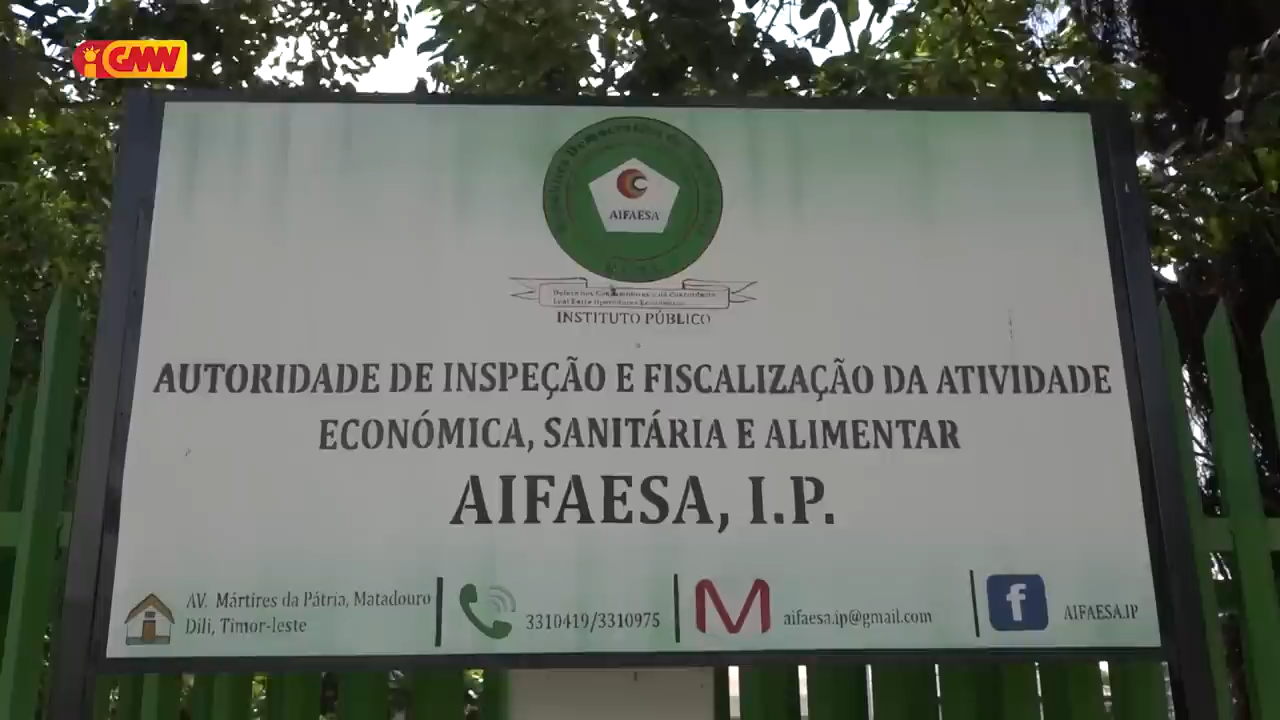 GMN
AIFAESA
INSTITUTO PÚBLICO
AUTORIDADE DE INSPEÇÃO E FISCALIZAÇÃO DA ATIVIDADE
ECONÓMICA, SANITÁRIA E ALIMENTAR
AIFAESA, I.P.
AV. Mártires da Pátria, Matadouro
Dili, Timor-leste
3310419/3310975
aifaesa.ip@gmail.com
AIFAESA.IP